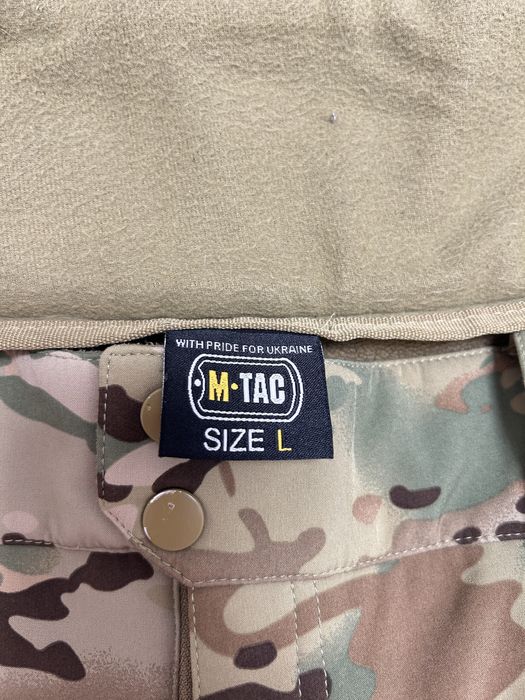 WITH PRIDE FOR UKRAINE
M·TAC
SIZE L